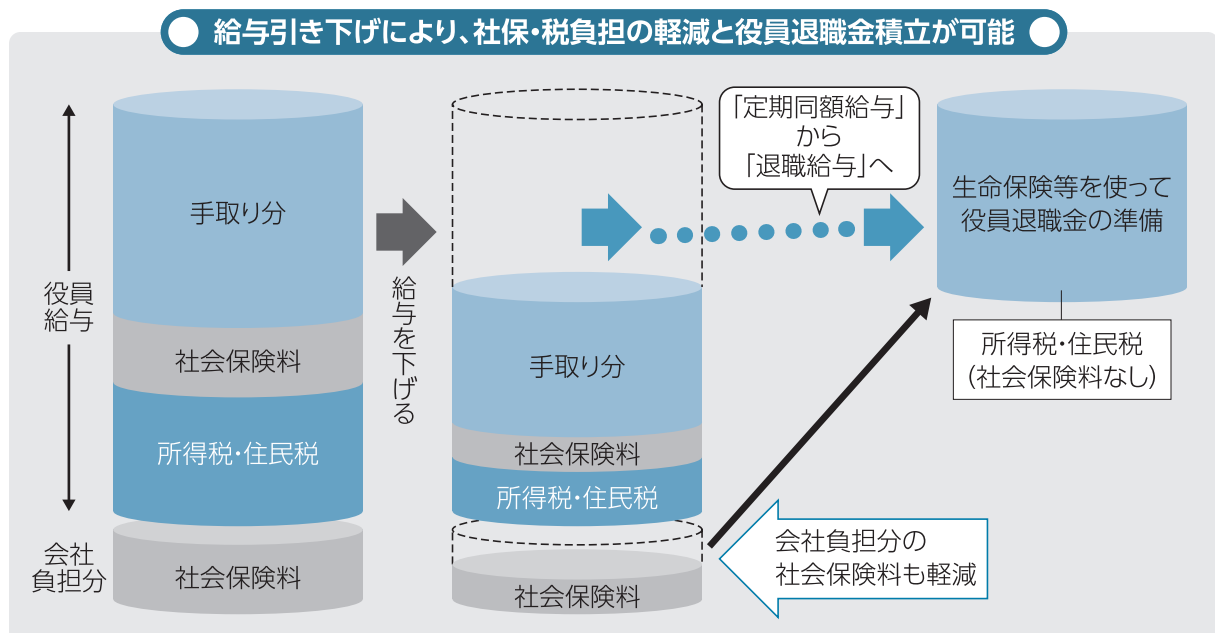 給与引き下げにより、社保・税負担の軽減と役員退職金積立が可能
役員
給与
手取り分
社会保険料
所得税・住民税
会社
負担分
社会保険料
給与を下げる
手取り分
社会保険料
所得税・住民税
社会保険料
「定期同額給与」
から
「退職給与」へ
生命保険等を使って
役員退職金の準備
所得税・住民税
(社会保険料なし)
会社負担分の
社会保険料も軽減